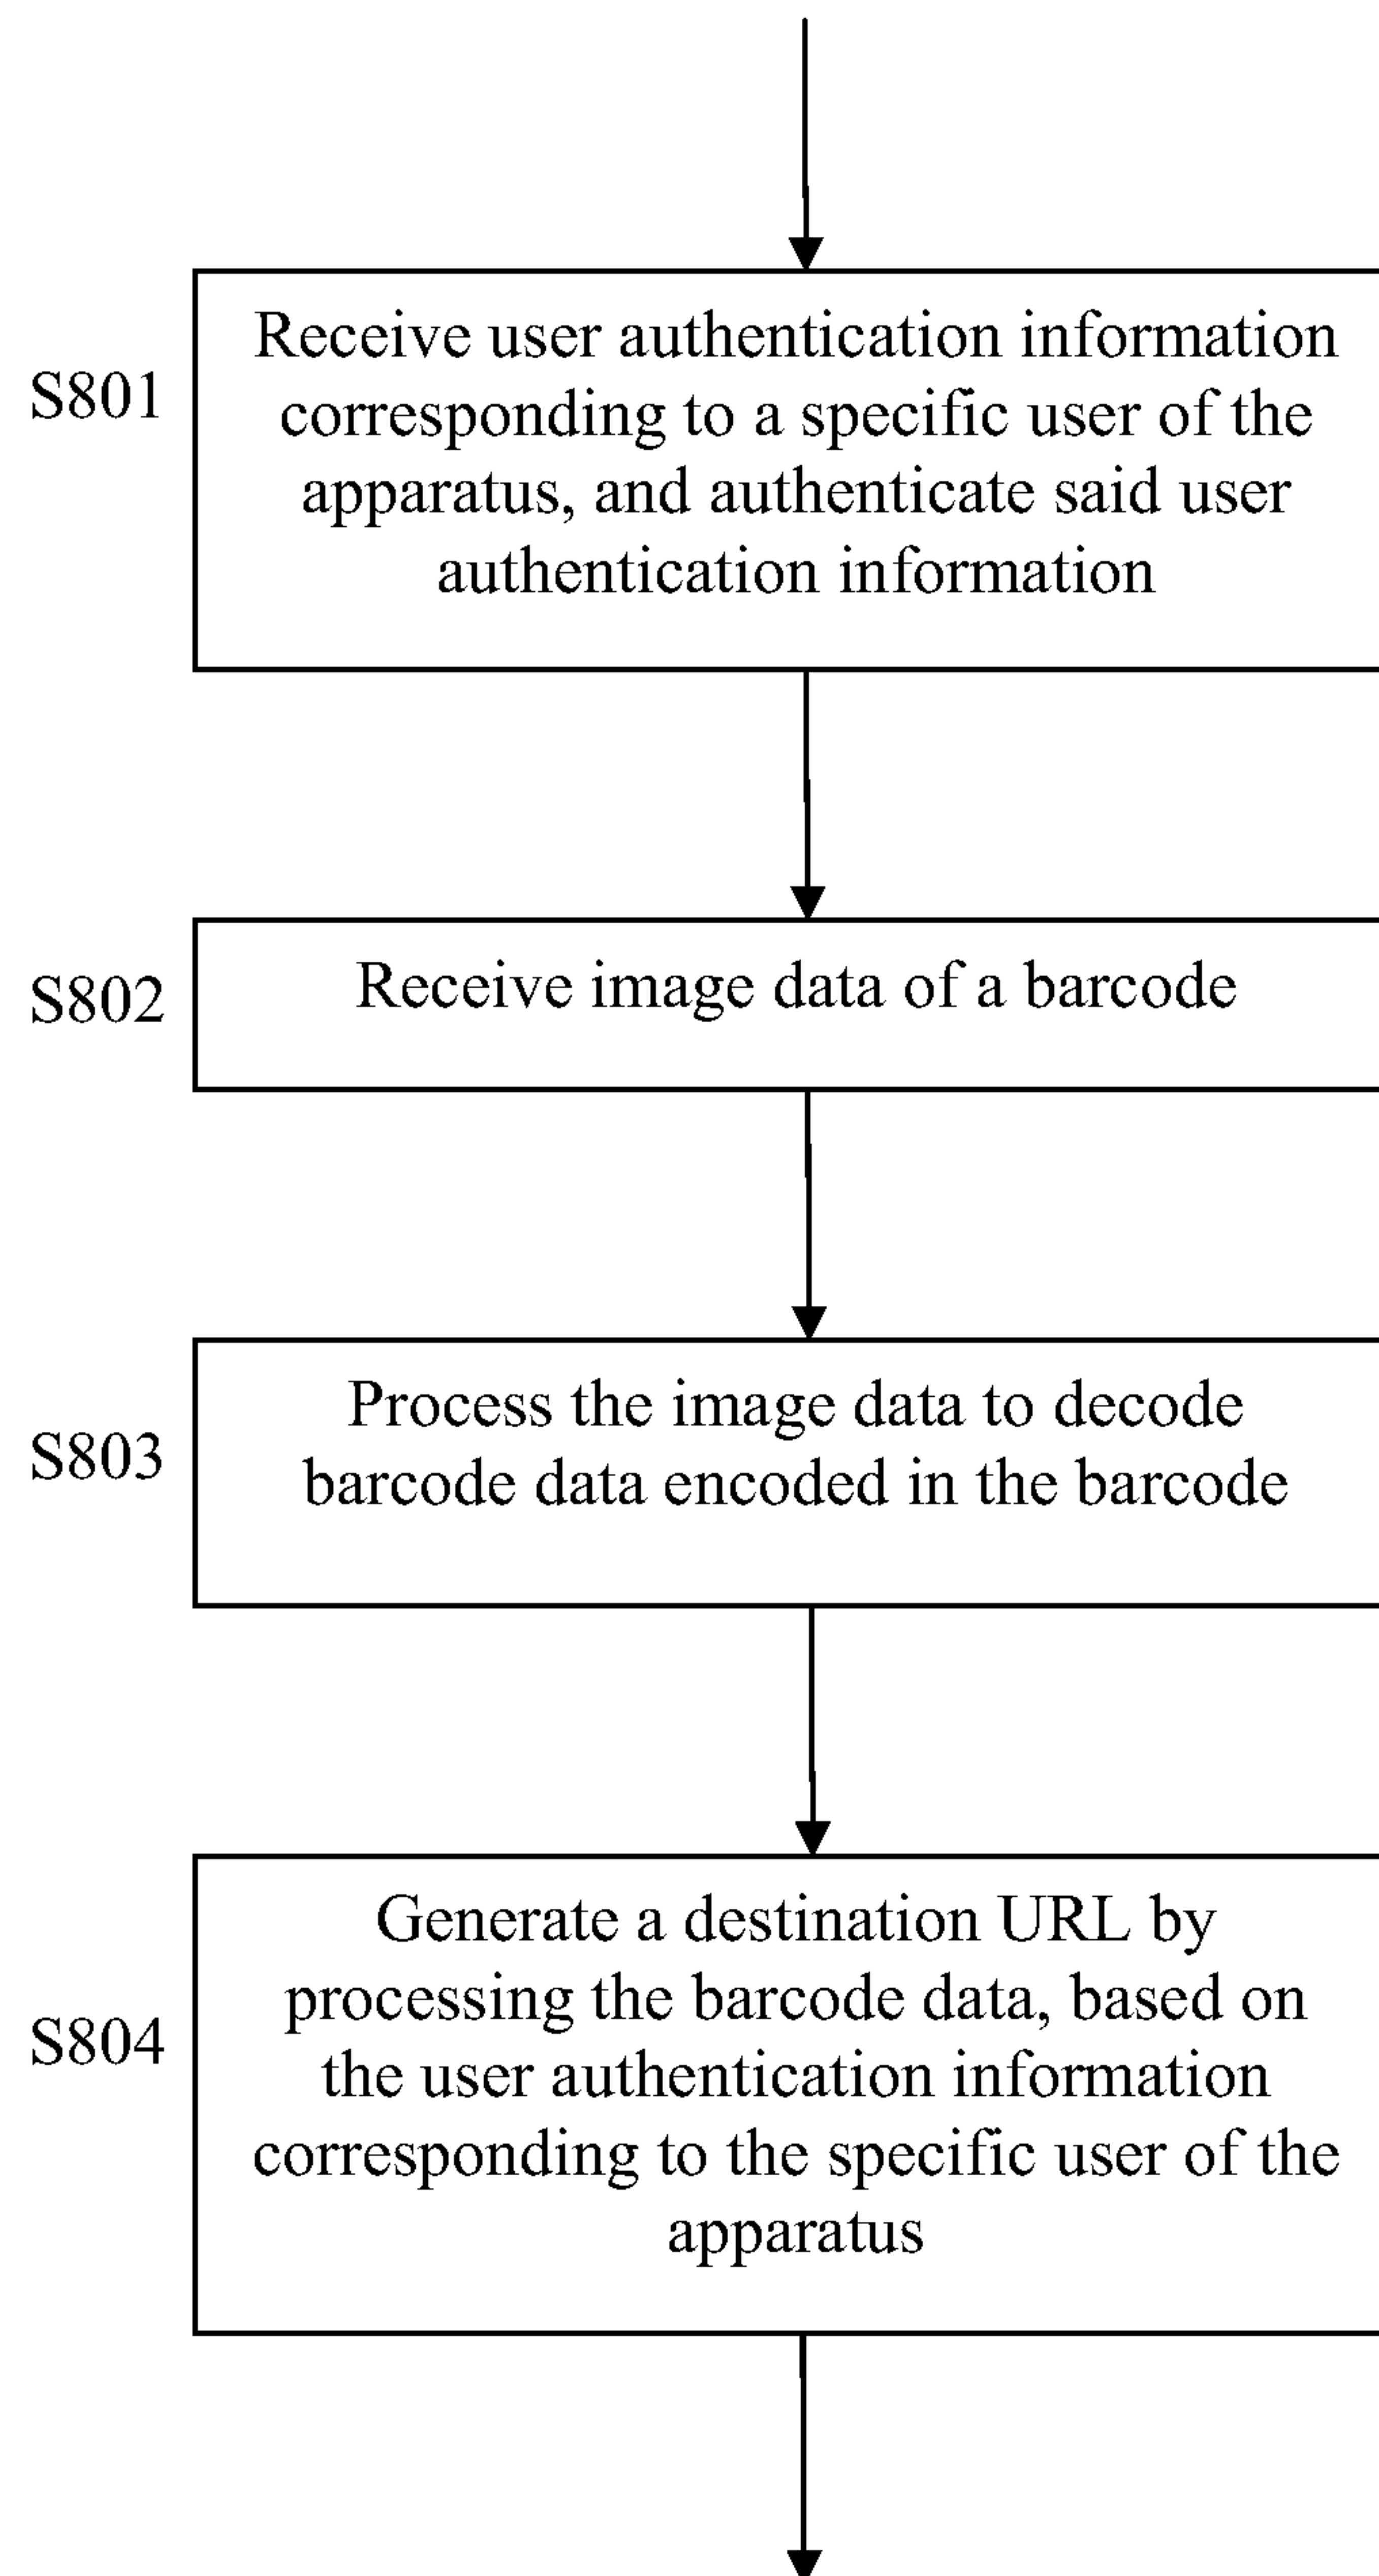 S801
Receive user authentication information
corresponding to a specific user of the
apparatus, and authenticate said user
authentication information
S802
Receive image data of a barcode
S803
Process the image data to decode
barcode data encoded in the barcode
S804
Generate a destination URL by
processing the barcode data, based on
the user authentication information
corresponding to the specific user of the
apparatus